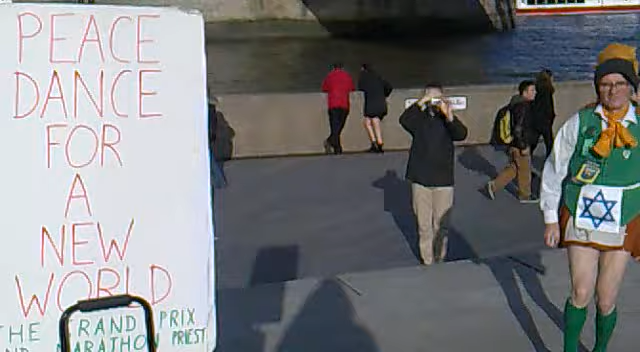 PEACE
DANCE
FOR
A
NEW
WORLD
THE GRAND PRIX
MARATHON PRIEST